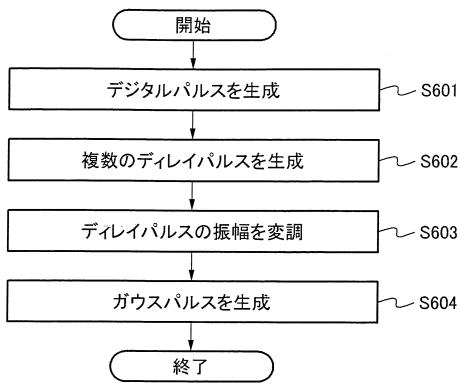 開始
デジタルパルスを生成
S601
複数のディレイパルスを生成
S602
ディレイパルスの振幅を変調
S603
ガウスパルスを生成
S604
終了